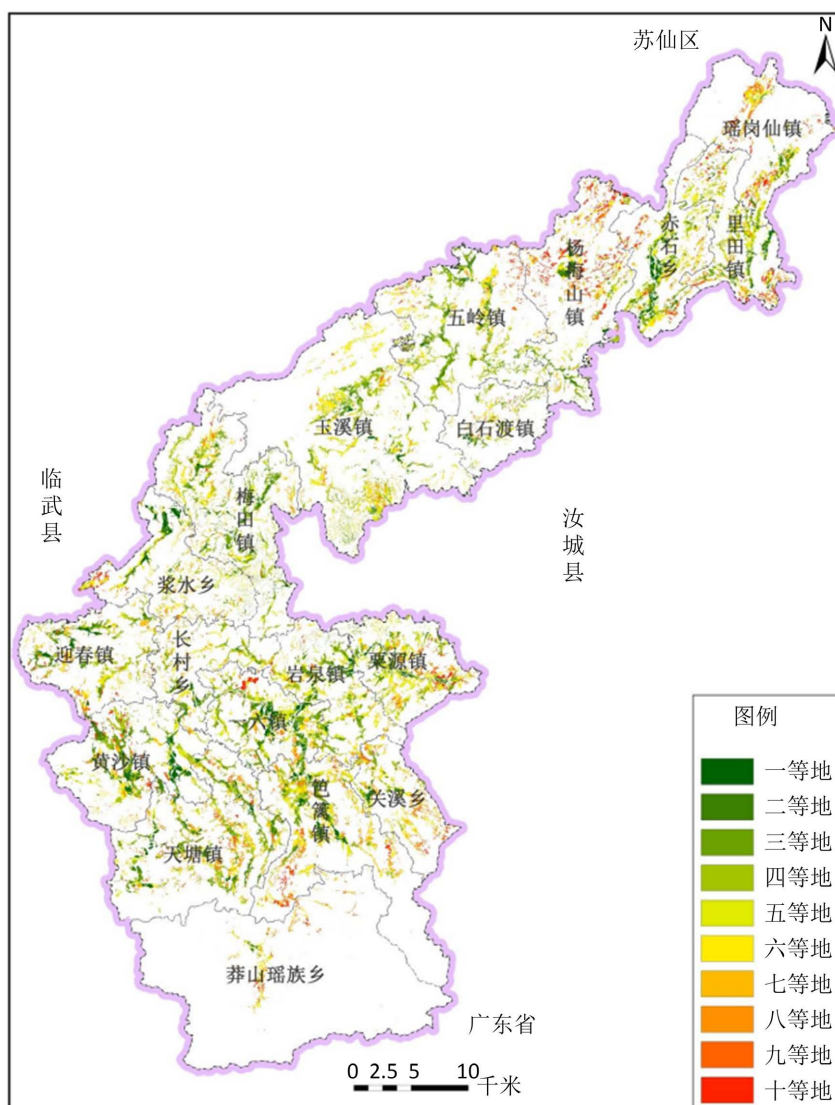 苏仙区
N
瑶岗仙镇
赤石乡
里田镇
杨梅山镇
五岭镇
玉溪镇
白石渡镇
临武县
梅田镇
汝城县
浆水乡
迎春镇
长村乡
岩泉镇
栗源镇
一六镇
黄沙镇
笆篱镇
关溪乡
天塘镇
莽山瑶族乡
广东省
0 2.5 5 10
千米
图例
一等地
二等地
三等地
四等地
五等地
六等地
七等地
八等地
九等地
十等地